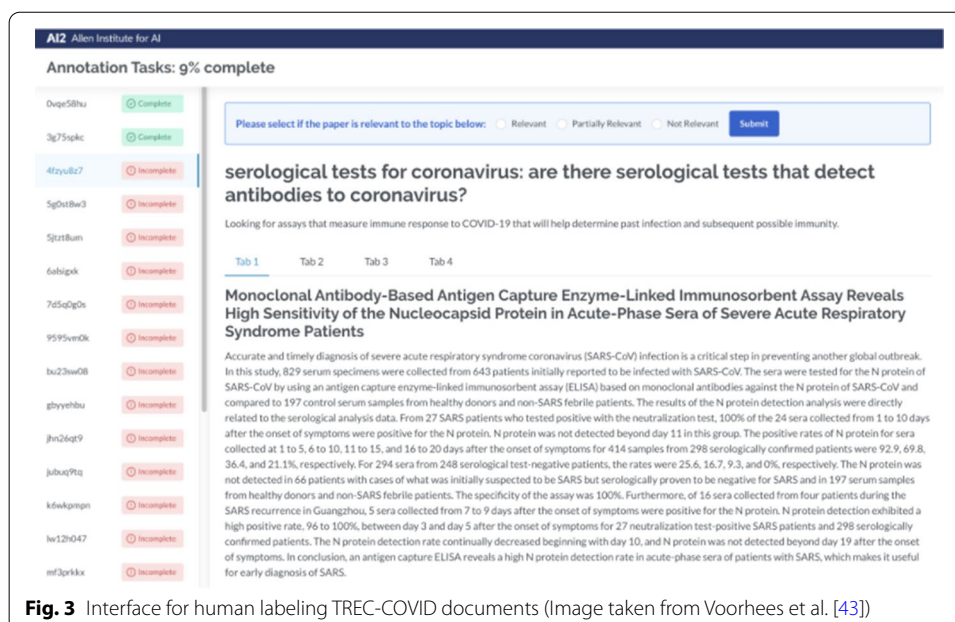 AI2 Allen Institute for AI
Annotation Tasks: 9% complete
0vqe58hu Complete
3g75spkc Complete
4fzyu8z7 Incomplete
5g0st8w3 Incomplete
5jtzt8um Incomplete
6alsigxk Incomplete
7d5q0g0s Incomplete
9595vm0k Incomplete
bu23sw08 Incomplete
gbyyehbu Incomplete
jhn26qt9 Incomplete
jubuq9tq Incomplete
k6wkpmpn Incomplete
lw12h047 Incomplete
mf3prkkx Incomplete
Please select if the paper is relevant to the topic below: Relevant Partially Relevant Not Relevant Submit
serological tests for coronavirus: are there serological tests that detect
antibodies to coronavirus?
Looking for assays that measure immune response to COVID-19 that will help determine past infection and subsequent possible immunity.
Tab 1 Tab 2 Tab 3 Tab 4
Monoclonal Antibody-Based Antigen Capture Enzyme-Linked Immunosorbent Assay Reveals
High Sensitivity of the Nucleocapsid Protein in Acute-Phase Sera of Severe Acute Respiratory
Syndrome Patients
Accurate and timely diagnosis of severe acute respiratory syndrome coronavirus (SARS-CoV) infection is a critical step in preventing another global outbreak.
In this study, 829 serum specimens were collected from 643 patients initially reported to be infected with SARS-CoV. The sera were tested for the N protein of
SARS-CoV by using an antigen capture enzyme-linked immunosorbent assay (ELISA) based on monoclonal antibodies against the N protein of SARS-CoV and
compared to 197 control serum samples from healthy donors and non-SARS febrile patients. The results of the N protein detection analysis were directly
related to the serological analysis data. From 27 SARS patients who tested positive with the neutralization test, 100% of the 24 sera collected from 1 to 10 days
after the onset of symptoms were positive for the N protein. N protein was not detected beyond day 11 in this group. The positive rates of N protein for sera
collected at 1 to 5, 6 to 10, 11 to 15, and 16 to 20 days after the onset of symptoms for 414 samples from 298 serologically confirmed patients were 92.9, 69.8,
36.4, and 21.1%, respectively. For 294 sera from 248 serological test-negative patients, the rates were 25.6, 16.7, 9.3, and 0%, respectively. The N protein was
not detected in 66 patients with cases of what was initially suspected to be SARS but serologically proven to be negative for SARS and in 197 serum samples
from healthy donors and non-SARS febrile patients. The specificity of the assay was 100%. Furthermore, of 16 sera collected from four patients during the
SARS recurrence in Guangzhou, 5 sera collected from 7 to 9 days after the onset of symptoms were positive for the N protein. N protein detection exhibited a
high positive rate, 96 to 100%, between day 3 and day 5 after the onset of symptoms for 27 neutralization test-positive SARS patients and 298 serologically
confirmed patients. The N protein detection rate continually decreased beginning with day 10, and N protein was not detected beyond day 19 after the onset
of symptoms. In conclusion, an antigen capture ELISA reveals a high N protein detection rate in acute-phase sera of patients with SARS, which makes it useful
for early diagnosis of SARS.
Fig. 3 Interface for human labeling TREC-COVID documents (Image taken from Voorhees et al. [43])